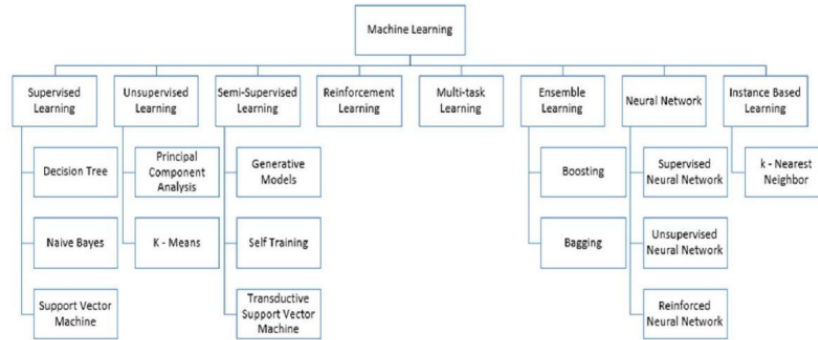 Machine Learning
Supervised
Learning
Unsupervised
Learning
Semi-Supervised
Learning
Reinforcement
Learning
Multi-task
Learning
Ensemble
Learning
Neural Network
Instance Based
Learning
Decision Tree
Principal
Component
Analysis
Generative
Models
Boosting
Supervised
Neural Network
k - Nearest
Neighbor
Naive Bayes
K - Means
Self Training
Bagging
Unsupervised
Neural Network
Support Vector
Machine
Transductive
Support Vector
Machine
Reinforced
Neural Network